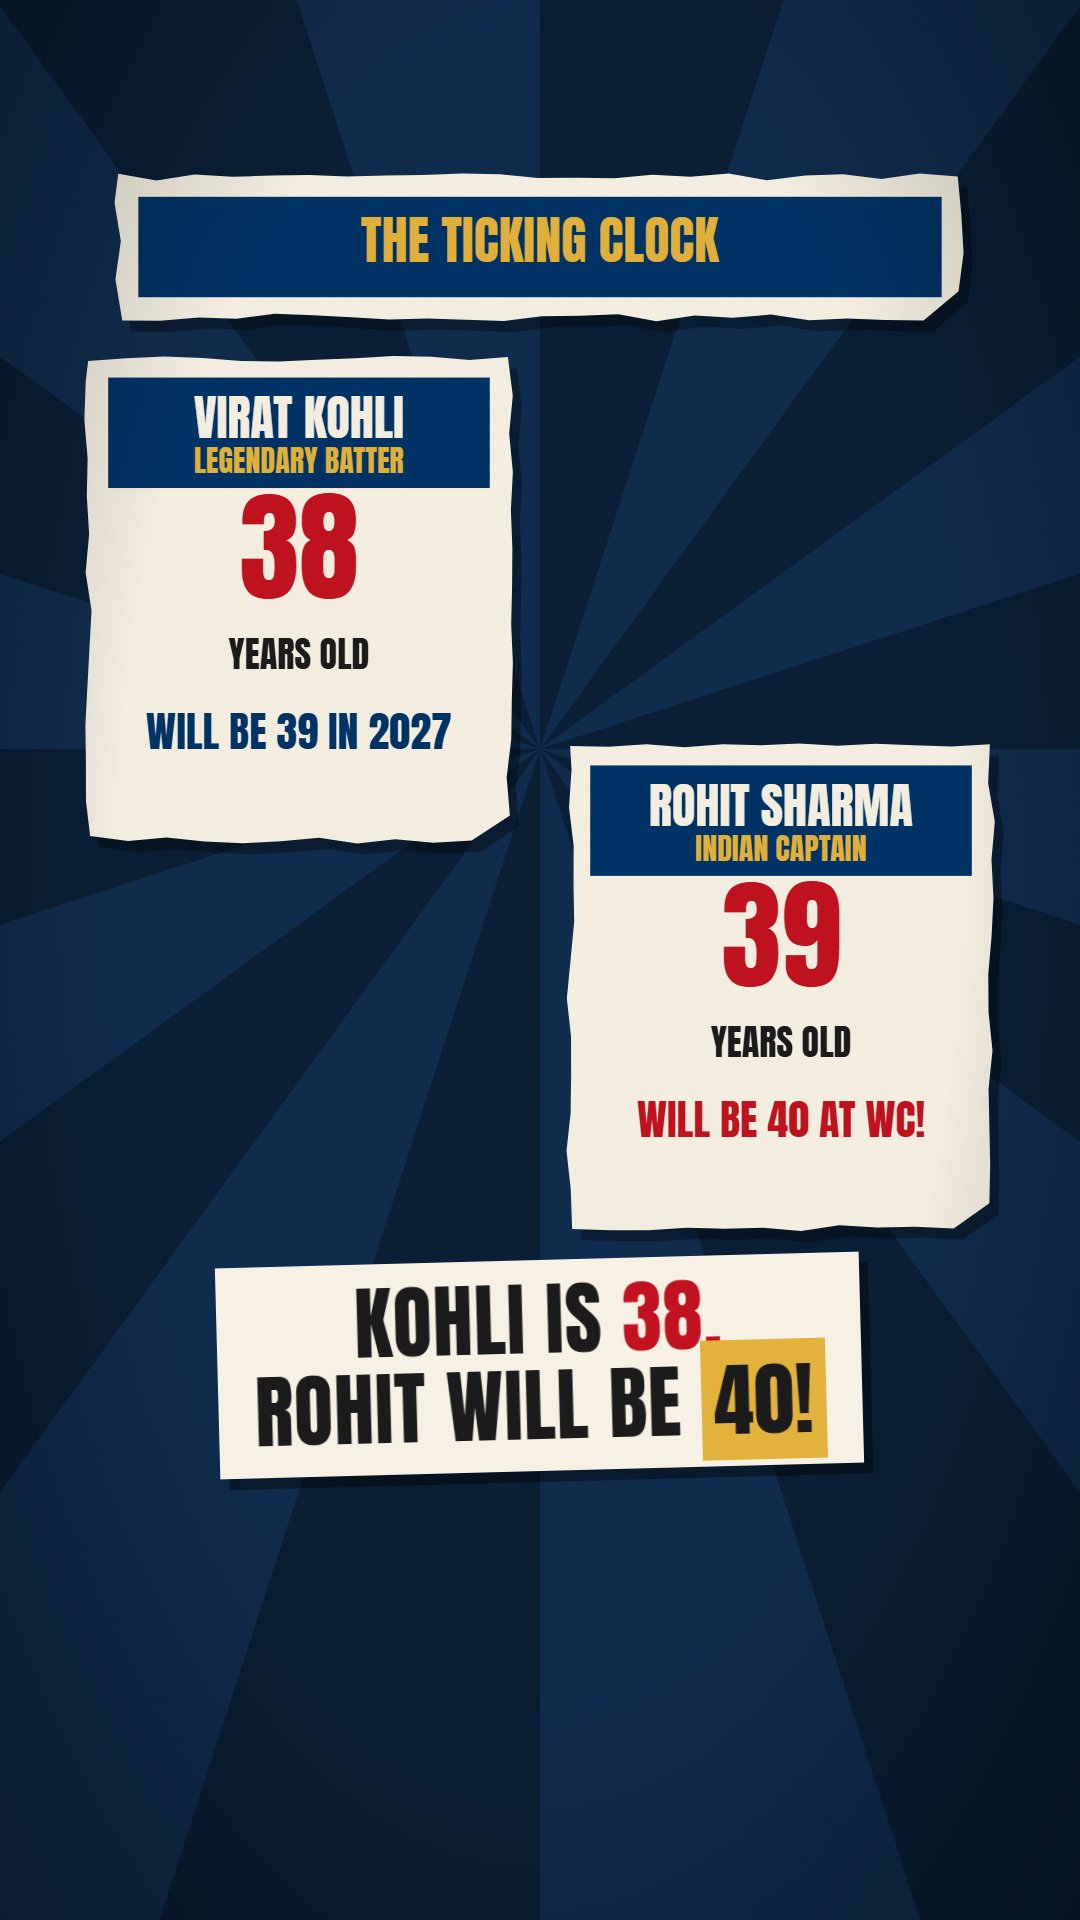 THE TICKING CLOCK
VIRAT KOHLI
LEGENDARY BATTER
38
YEARS OLD
WILL BE 39 IN 2027
ROHIT SHARMA
INDIAN CAPTAIN
39
YEARS OLD
WILL BE 40 AT WC!
KOHLI IS 38.
ROHIT WILL BE 40!